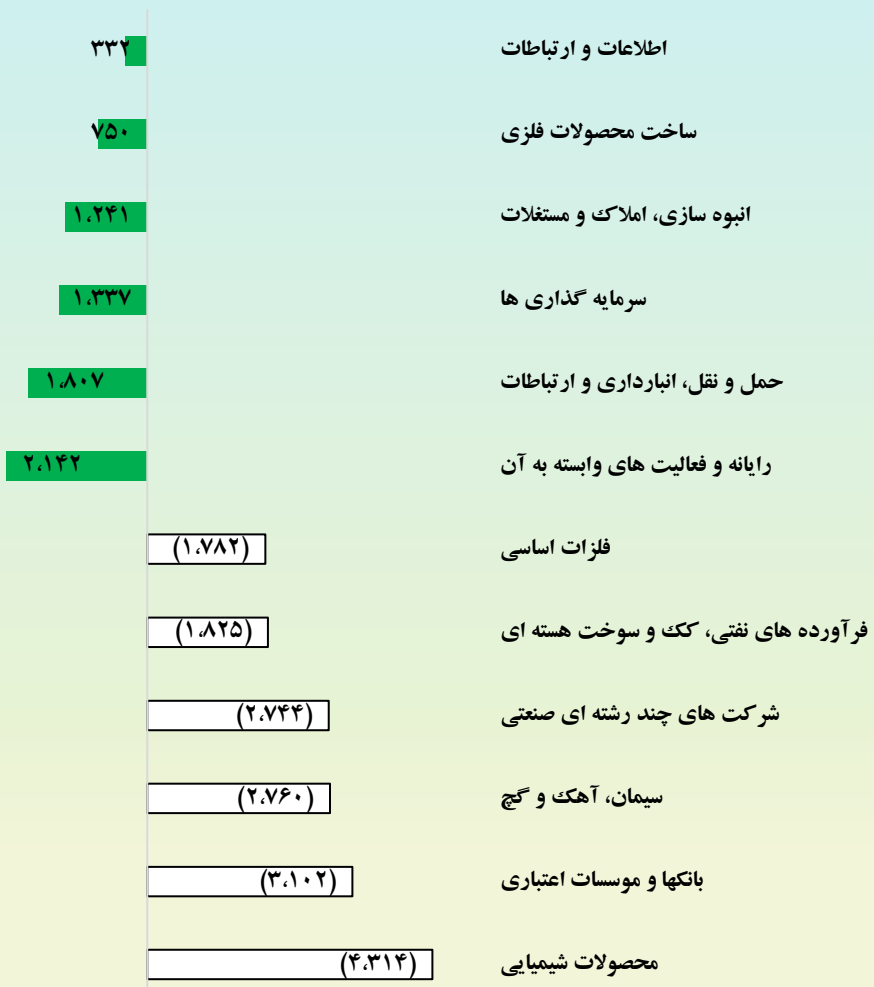 اطلاعات و ارتباطات ۳۳۲
ساخت محصولات فلزی ۷۵۰
انبوه سازی، املاک و مستغلات ۱،۲۴۱
سرمایه گذاری ها ۱،۳۳۷
حمل و نقل، انبارداری و ارتباطات ۱،۸۰۷
رایانه و فعالیت های وابسته به آن ۲،۱۴۲
فلزات اساسی (۱،۷۸۲)
فرآورده های نفتی، کک و سوخت هسته ای (۱،۸۲۵)
شرکت های چند رشته ای صنعتی (۲،۷۴۴)
سیمان، آهک و گچ (۲،۷۶۰)
بانکها و موسسات اعتباری (۳،۱۰۲)
محصولات شیمیایی (۴،۳۱۴)